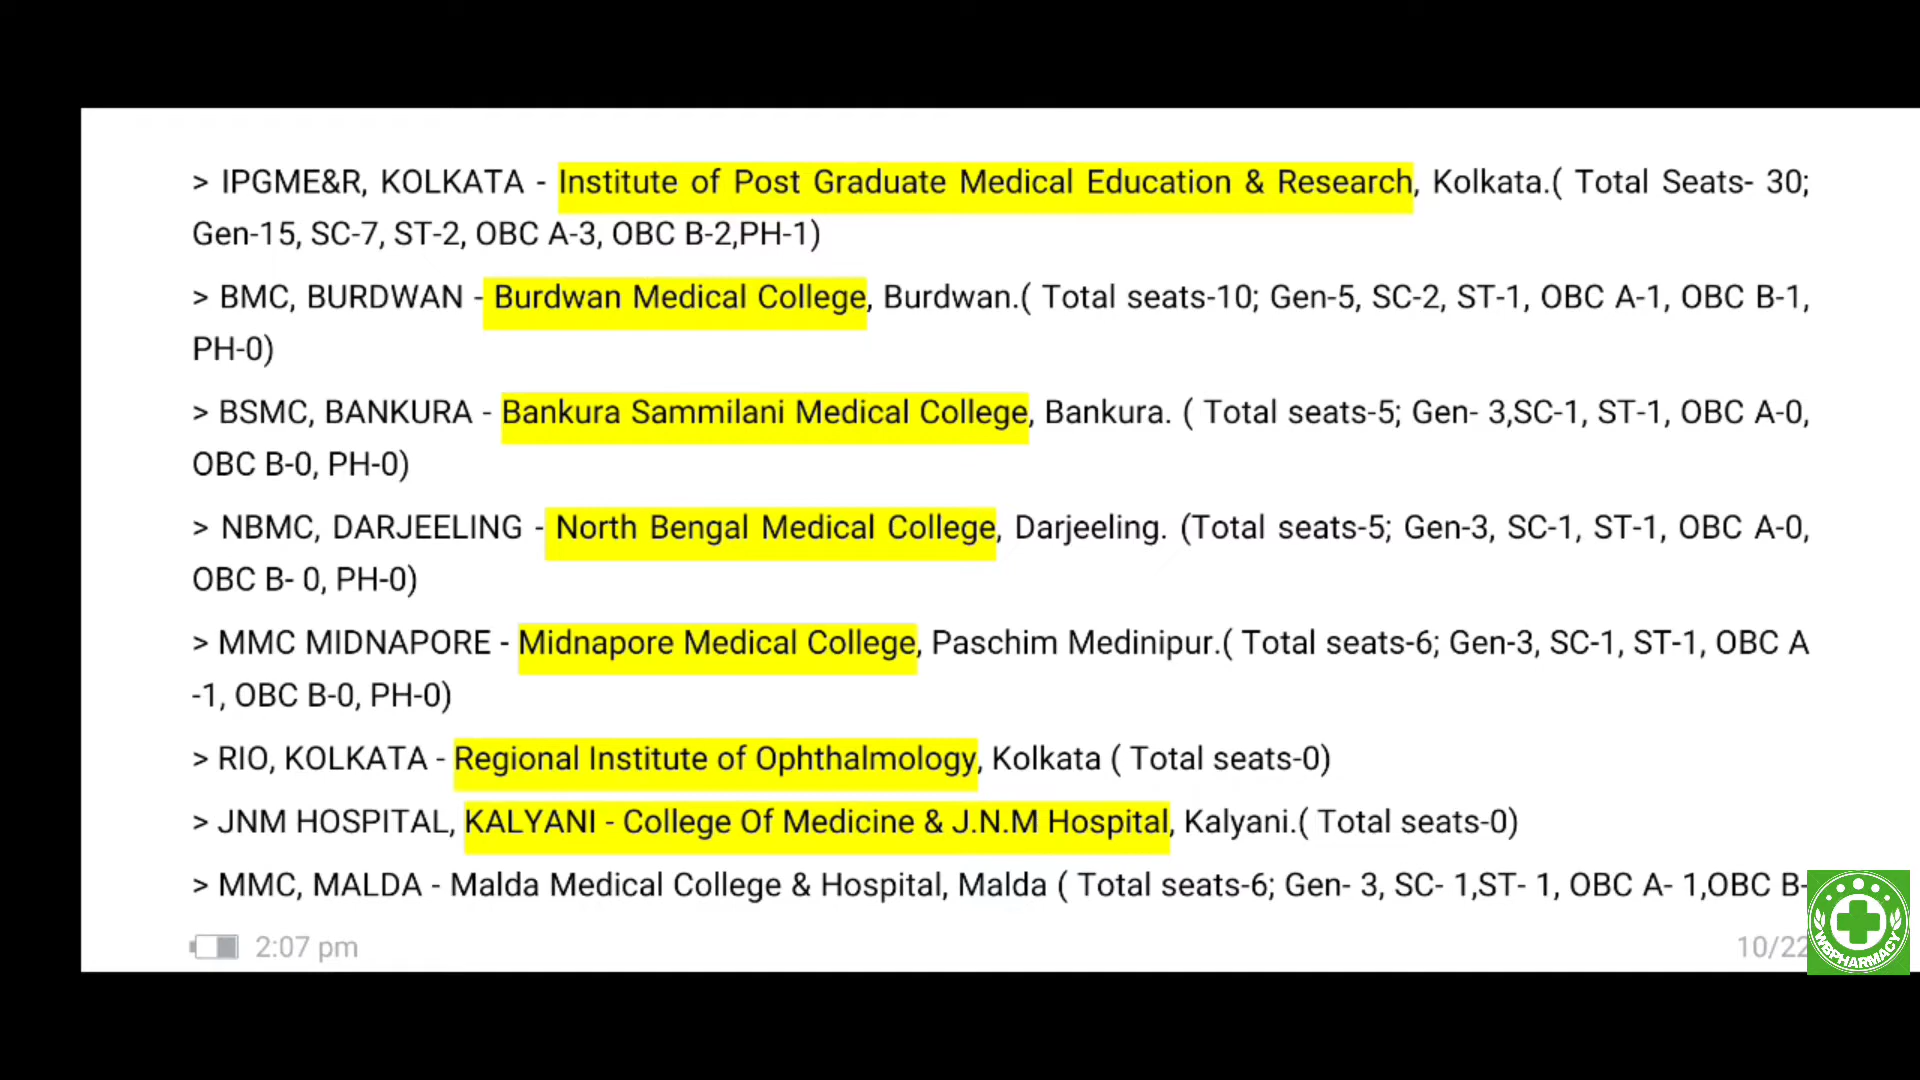 > IPGME&R, KOLKATA - Institute of Post Graduate Medical Education & Research, Kolkata.( Total Seats- 30;
Gen-15, SC-7, ST-2, OBC A-3, OBC B-2,PH-1)
> BMC, BURDWAN - Burdwan Medical College, Burdwan.( Total seats-10; Gen-5, SC-2, ST-1, OBC A-1, OBC B-1,
PH-0)
> BSMC, BANKURA - Bankura Sammilani Medical College, Bankura. ( Total seats-5; Gen- 3,SC-1, ST-1, OBC A-0,
OBC B-0, PH-0)
> NBMC, DARJEELING - North Bengal Medical College, Darjeeling. (Total seats-5; Gen-3, SC-1, ST-1, OBC A-0,
OBC B- 0, PH-0)
> MMC MIDNAPORE - Midnapore Medical College, Paschim Medinipur.( Total seats-6; Gen-3, SC-1, ST-1, OBC A
-1, OBC B-0, PH-0)
> RIO, KOLKATA - Regional Institute of Ophthalmology, Kolkata ( Total seats-0)
> JNM HOSPITAL, KALYANI - College Of Medicine & J.N.M Hospital, Kalyani.( Total seats-0)
> MMC, MALDA - Malda Medical College & Hospital, Malda ( Total seats-6; Gen- 3, SC- 1,ST- 1, OBC A- 1,OBC B-
2:07 pm
10/22
WBPHARMACY